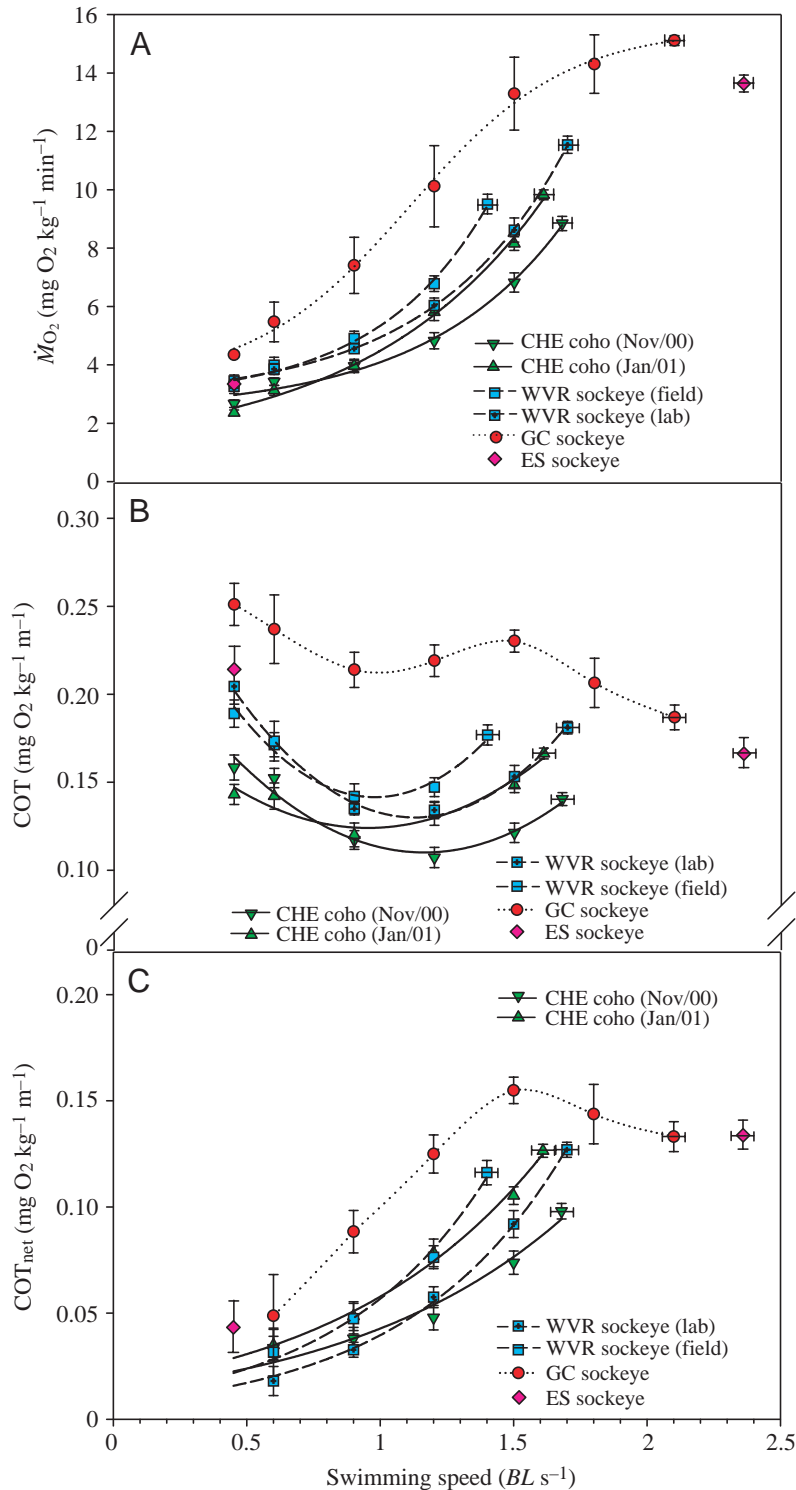 A
16
14
12
10
8
6
4
2
0
ṀO2 (mg O2 kg–1 min–1)
CHE coho (Nov/00)
CHE coho (Jan/01)
WVR sockeye (field)
WVR sockeye (lab)
GC sockeye
ES sockeye
B
0.30
0.25
0.20
0.15
0.10
0
COT (mg O2 kg–1 m–1)
WVR sockeye (lab)
WVR sockeye (field)
GC sockeye
ES sockeye
CHE coho (Nov/00)
CHE coho (Jan/01)
C
0.20
0.15
0.10
0.05
0
COTnet (mg O2 kg–1 m–1)
CHE coho (Nov/00)
CHE coho (Jan/01)
WVR sockeye (lab)
WVR sockeye (field)
GC sockeye
ES sockeye
0 0.5 1 1.5 2 2.5
Swimming speed (BL s–1)